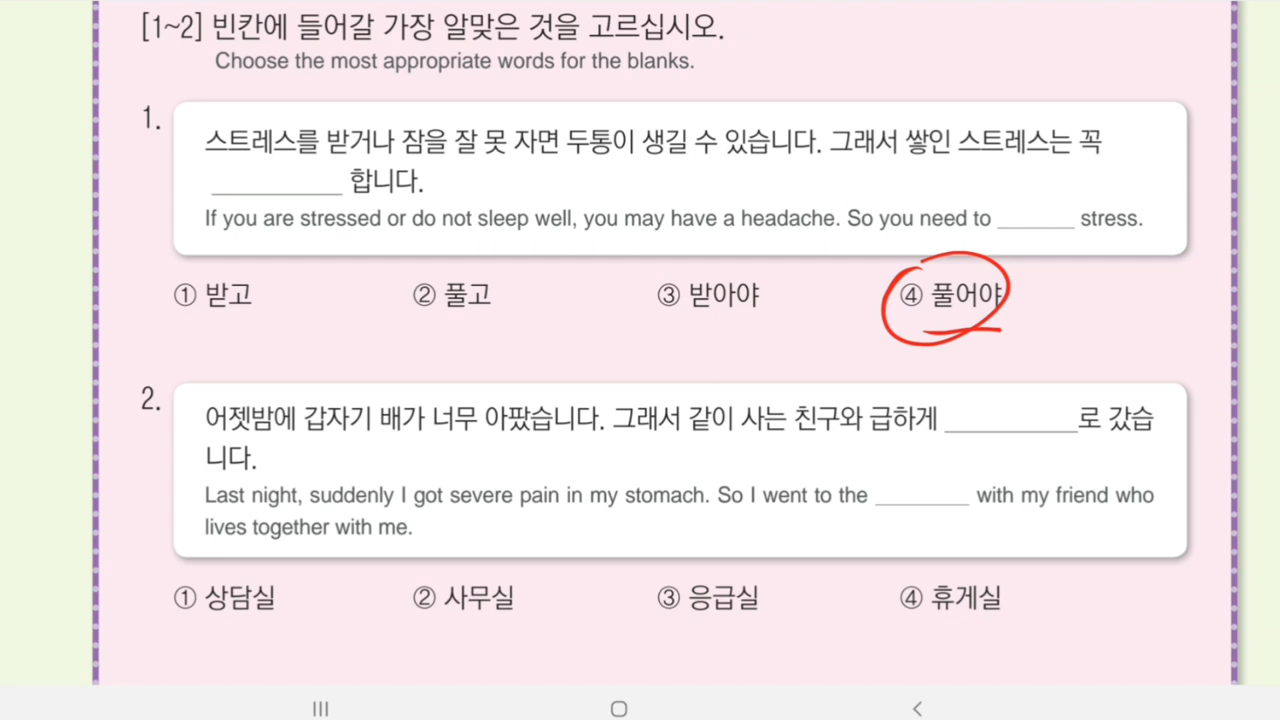 [1~2] 빈칸에 들어갈 가장 알맞은 것을 고르십시오.
Choose the most appropriate words for the blanks.
1.
스트레스를 받거나 잠을 잘 못 자면 두통이 생길 수 있습니다. 그래서 쌓인 스트레스는 꼭
__________ 합니다.
If you are stressed or do not sleep well, you may have a headache. So you need to ______ stress.
① 받고 ② 풀고 ③ 받아야 ④ 풀어야
2.
어젯밤에 갑자기 배가 너무 아팠습니다. 그래서 같이 사는 친구와 급하게 __________로 갔습
니다.
Last night, suddenly I got severe pain in my stomach. So I went to the _______ with my friend who
lives together with me.
① 상담실 ② 사무실 ③ 응급실 ④ 휴게실